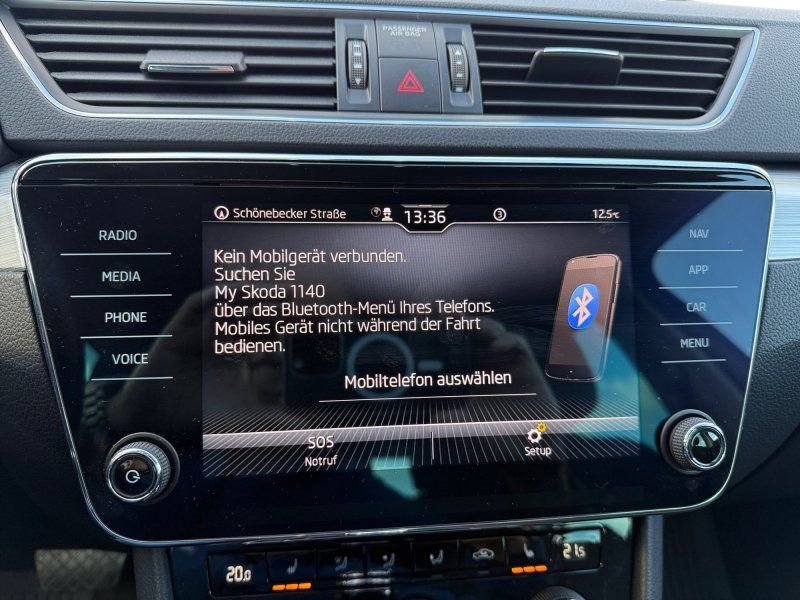 PASSENGER
AIR BAG
Schönebecker Straße
13:36
3
12.5°C
RADIO
MEDIA
PHONE
VOICE
Kein Mobilgerät verbunden.
Suchen Sie
My Skoda 1140
über das Bluetooth-Menü Ihres Telefons.
Mobiles Gerät nicht während der Fahrt
bedienen.
Mobiltelefon auswählen
SOS
Notruf
Setup
NAV
APP
CAR
MENU
20.0